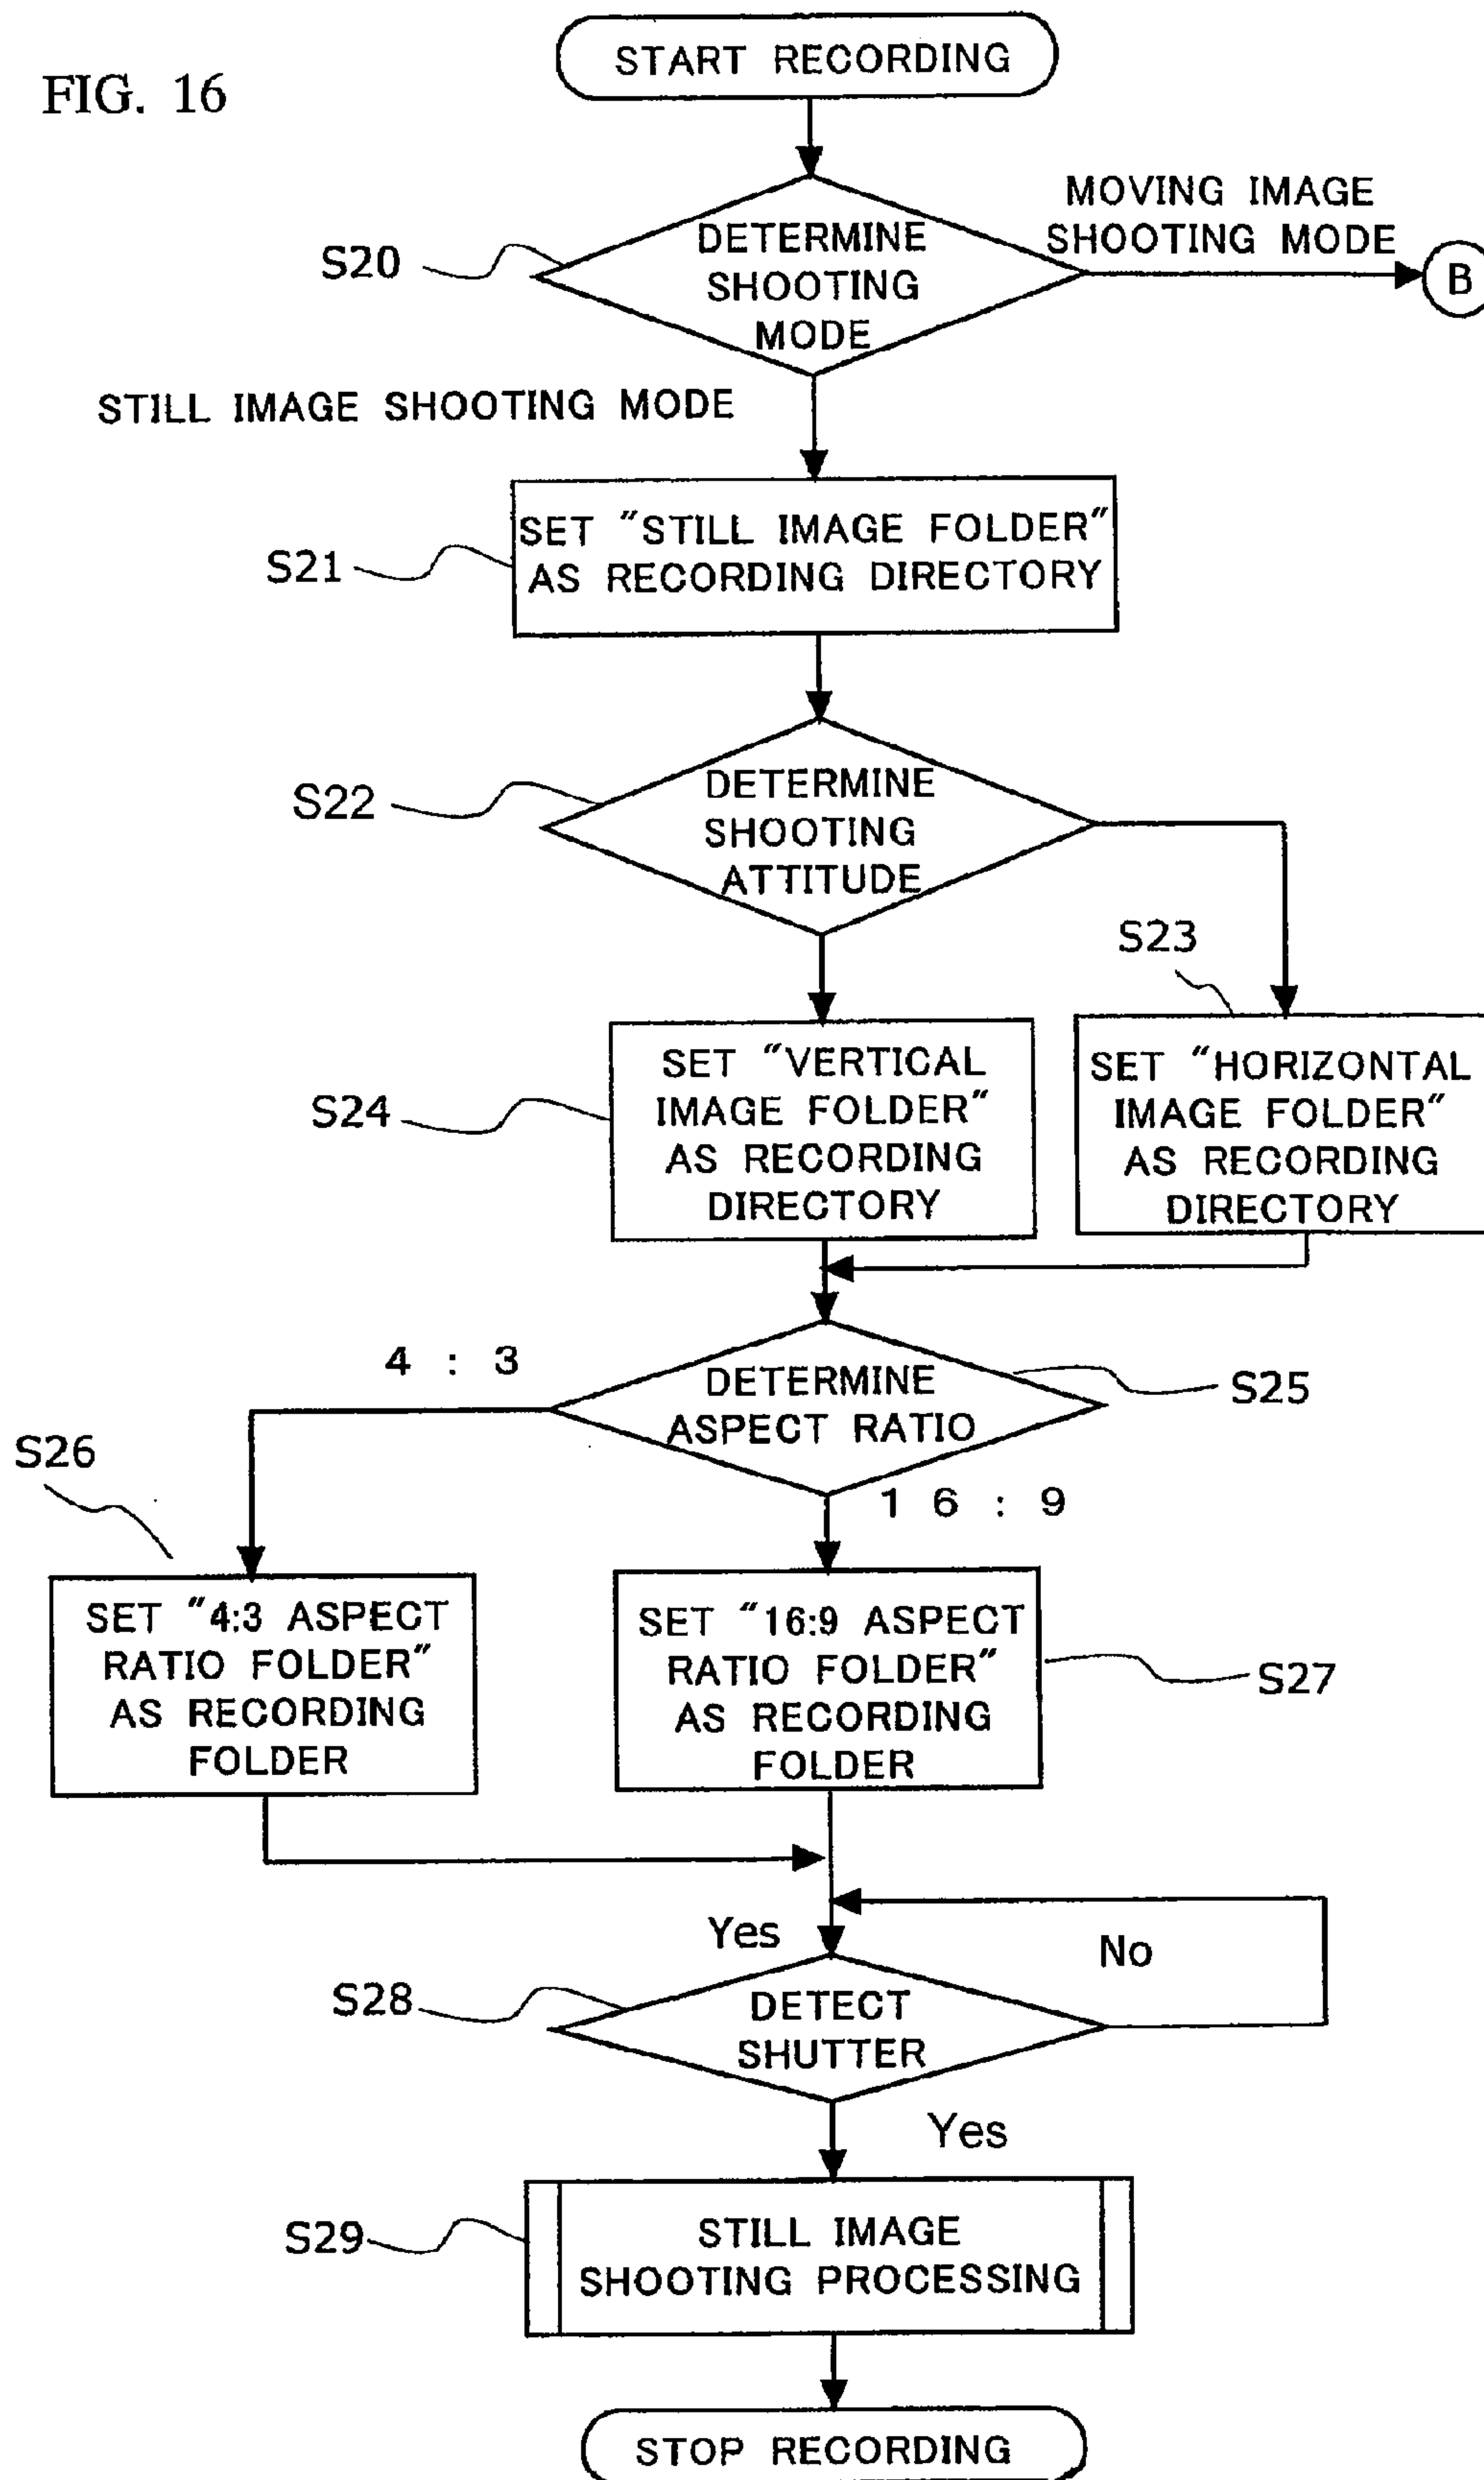 FIG. 16
START RECORDING
S20
DETERMINE
SHOOTING
MODE
MOVING IMAGE
SHOOTING MODE
B
STILL IMAGE SHOOTING MODE
S21
SET "STILL IMAGE FOLDER"
AS RECORDING DIRECTORY
S22
DETERMINE
SHOOTING
ATTITUDE
S23
S24
SET "VERTICAL
IMAGE FOLDER"
AS RECORDING
DIRECTORY
SET "HORIZONTAL
IMAGE FOLDER"
AS RECORDING
DIRECTORY
4 : 3
DETERMINE
ASPECT RATIO
S25
S26
1 6 : 9
SET "4:3 ASPECT
RATIO FOLDER"
AS RECORDING
FOLDER
SET "16:9 ASPECT
RATIO FOLDER"
AS RECORDING
FOLDER
S27
Yes
No
S28
DETECT
SHUTTER
Yes
S29
STILL IMAGE
SHOOTING PROCESSING
STOP RECORDING